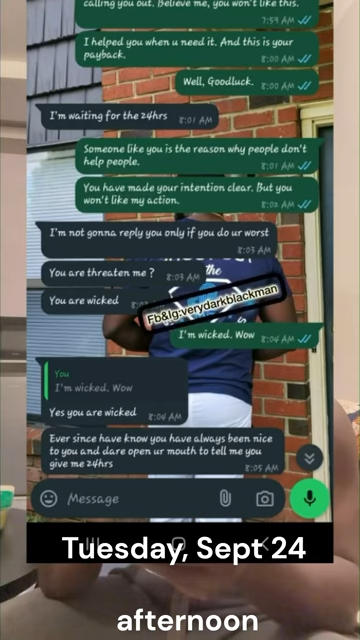 calling you out. Believe me, you won't like this.
7:59 AM
I helped you when u need it. And this is your
payback.
8:00 AM
Well, Goodluck. 8:00 AM
I'm waiting for the 24hrs 8:01 AM
Someone like you is the reason why people don't
help people.
8:01 AM
You have made your intention clear. But you
won't like my action.
8:02 AM
I'm not gonna reply you only if you do ur worst
8:03 AM
You are threaten me ? 8:03 AM
the
You are wicked
Fb&Ig:verydarkblackman
I'm wicked. Wow 8:04 AM
You
I'm wicked. Wow
Yes you are wicked 8:04 AM
Ever since have know you have always been nice
to you and dare open ur mouth to tell me you
give me 24hrs
8:05 AM
Message
Tuesday, Sept 24
afternoon